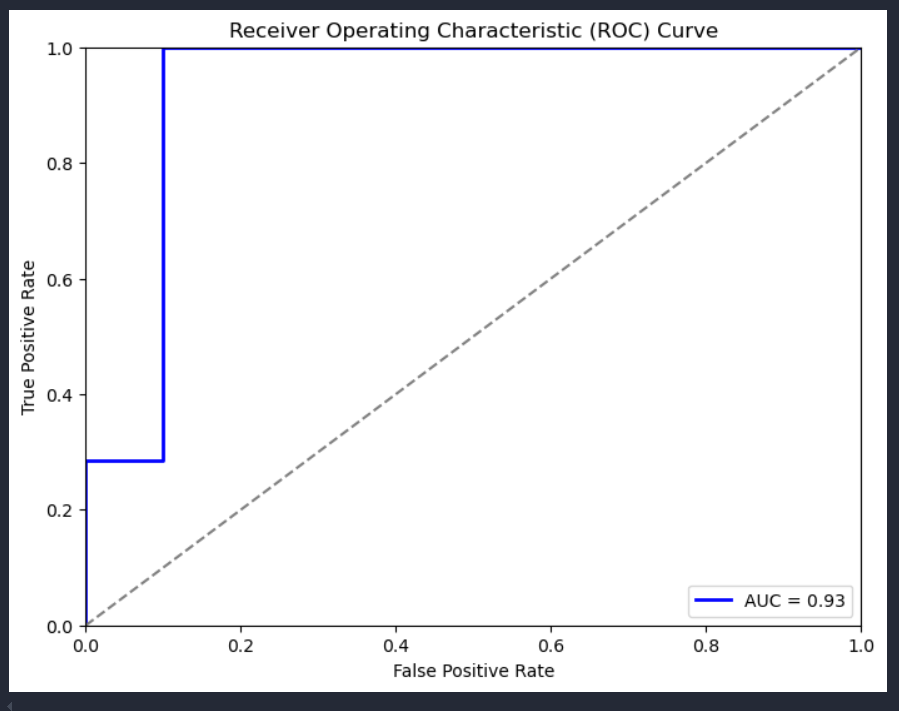 Receiver Operating Characteristic (ROC) Curve
1.0
0.8
0.6
0.4
0.2
0.0
True Positive Rate
AUC = 0.93
0.0 0.2 0.4 0.6 0.8 1.0
False Positive Rate